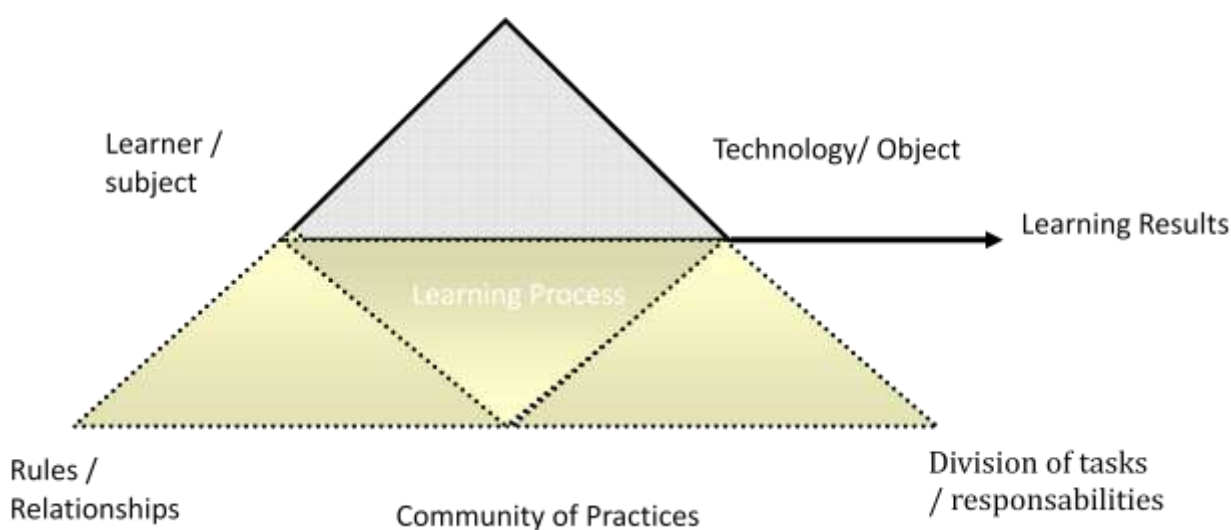 Learner /
subject
Technology/ Object
Learning Results
Learning Process
Rules /
Relationships
Community of Practices
Division of tasks
/ responsabilities